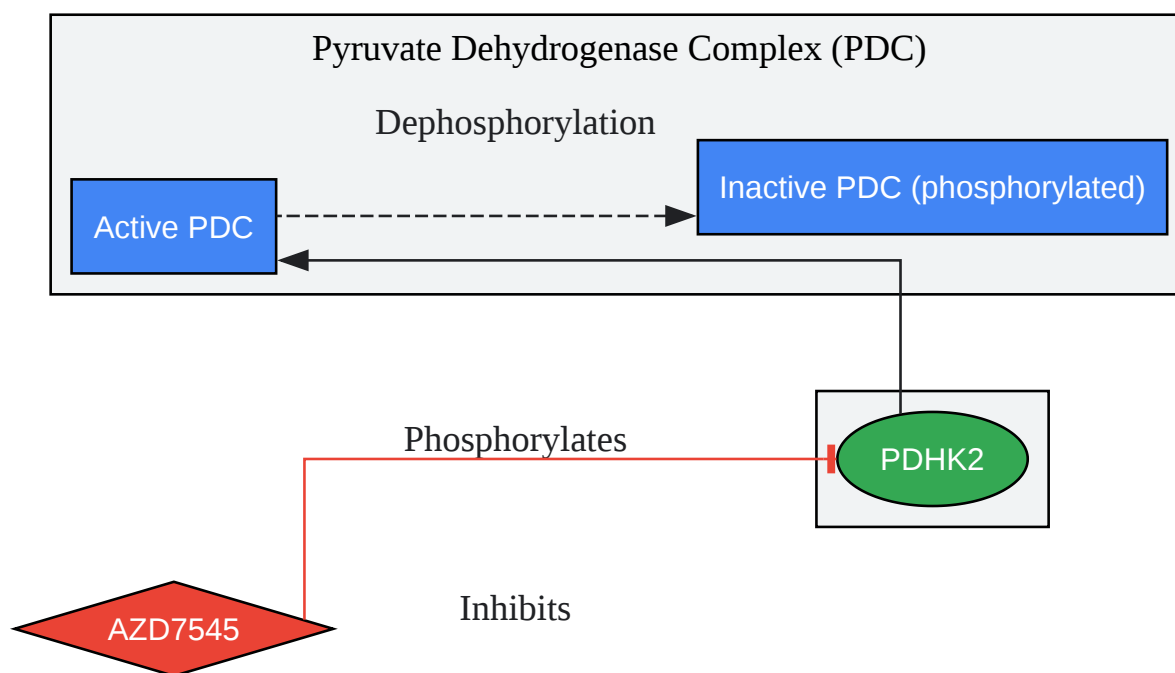 Pyruvate Dehydrogenase Complex (PDC)
Dephosphorylation
Inactive PDC (phosphorylated)
Active PDC
Phosphorylates
PDHK2
Inhibits
AZD7545